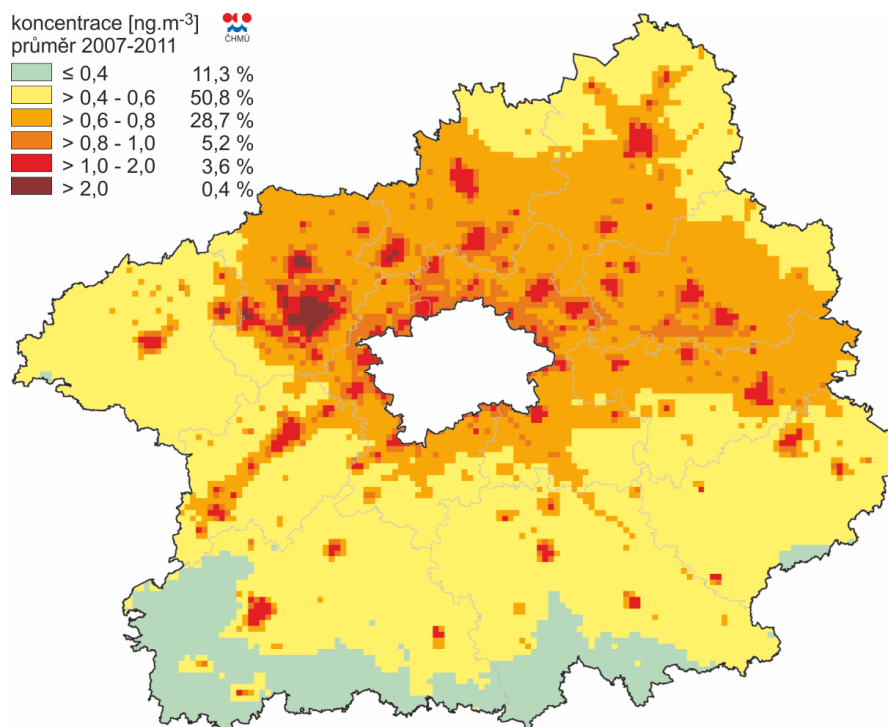 koncentrace [ng.m-³]
průměr 2007-2011
ČHMÚ
≤ 0,4 11,3 %
> 0,4 - 0,6 50,8 %
> 0,6 - 0,8 28,7 %
> 0,8 - 1,0 5,2 %
> 1,0 - 2,0 3,6 %
> 2,0 0,4 %